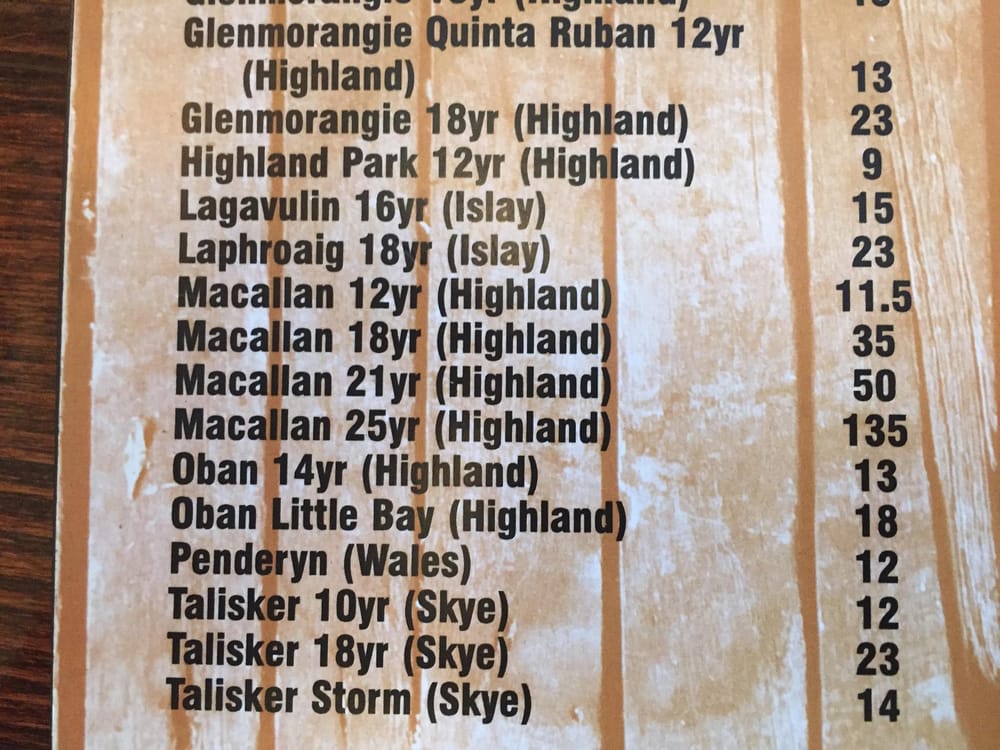 Glenmorangie Quinta Ruban 12yr
(Highland) 13
Glenmorangie 18yr (Highland) 23
Highland Park 12yr (Highland) 9
Lagavulin 16yr (Islay) 15
Laphroaig 18yr (Islay) 23
Macallan 12yr (Highland) 11.5
Macallan 18yr (Highland) 35
Macallan 21yr (Highland) 50
Macallan 25yr (Highland) 135
Oban 14yr (Highland) 13
Oban Little Bay (Highland) 18
Penderyn (Wales) 12
Talisker 10yr (Skye) 12
Talisker 18yr (Skye) 23
Talisker Storm (Skye) 14